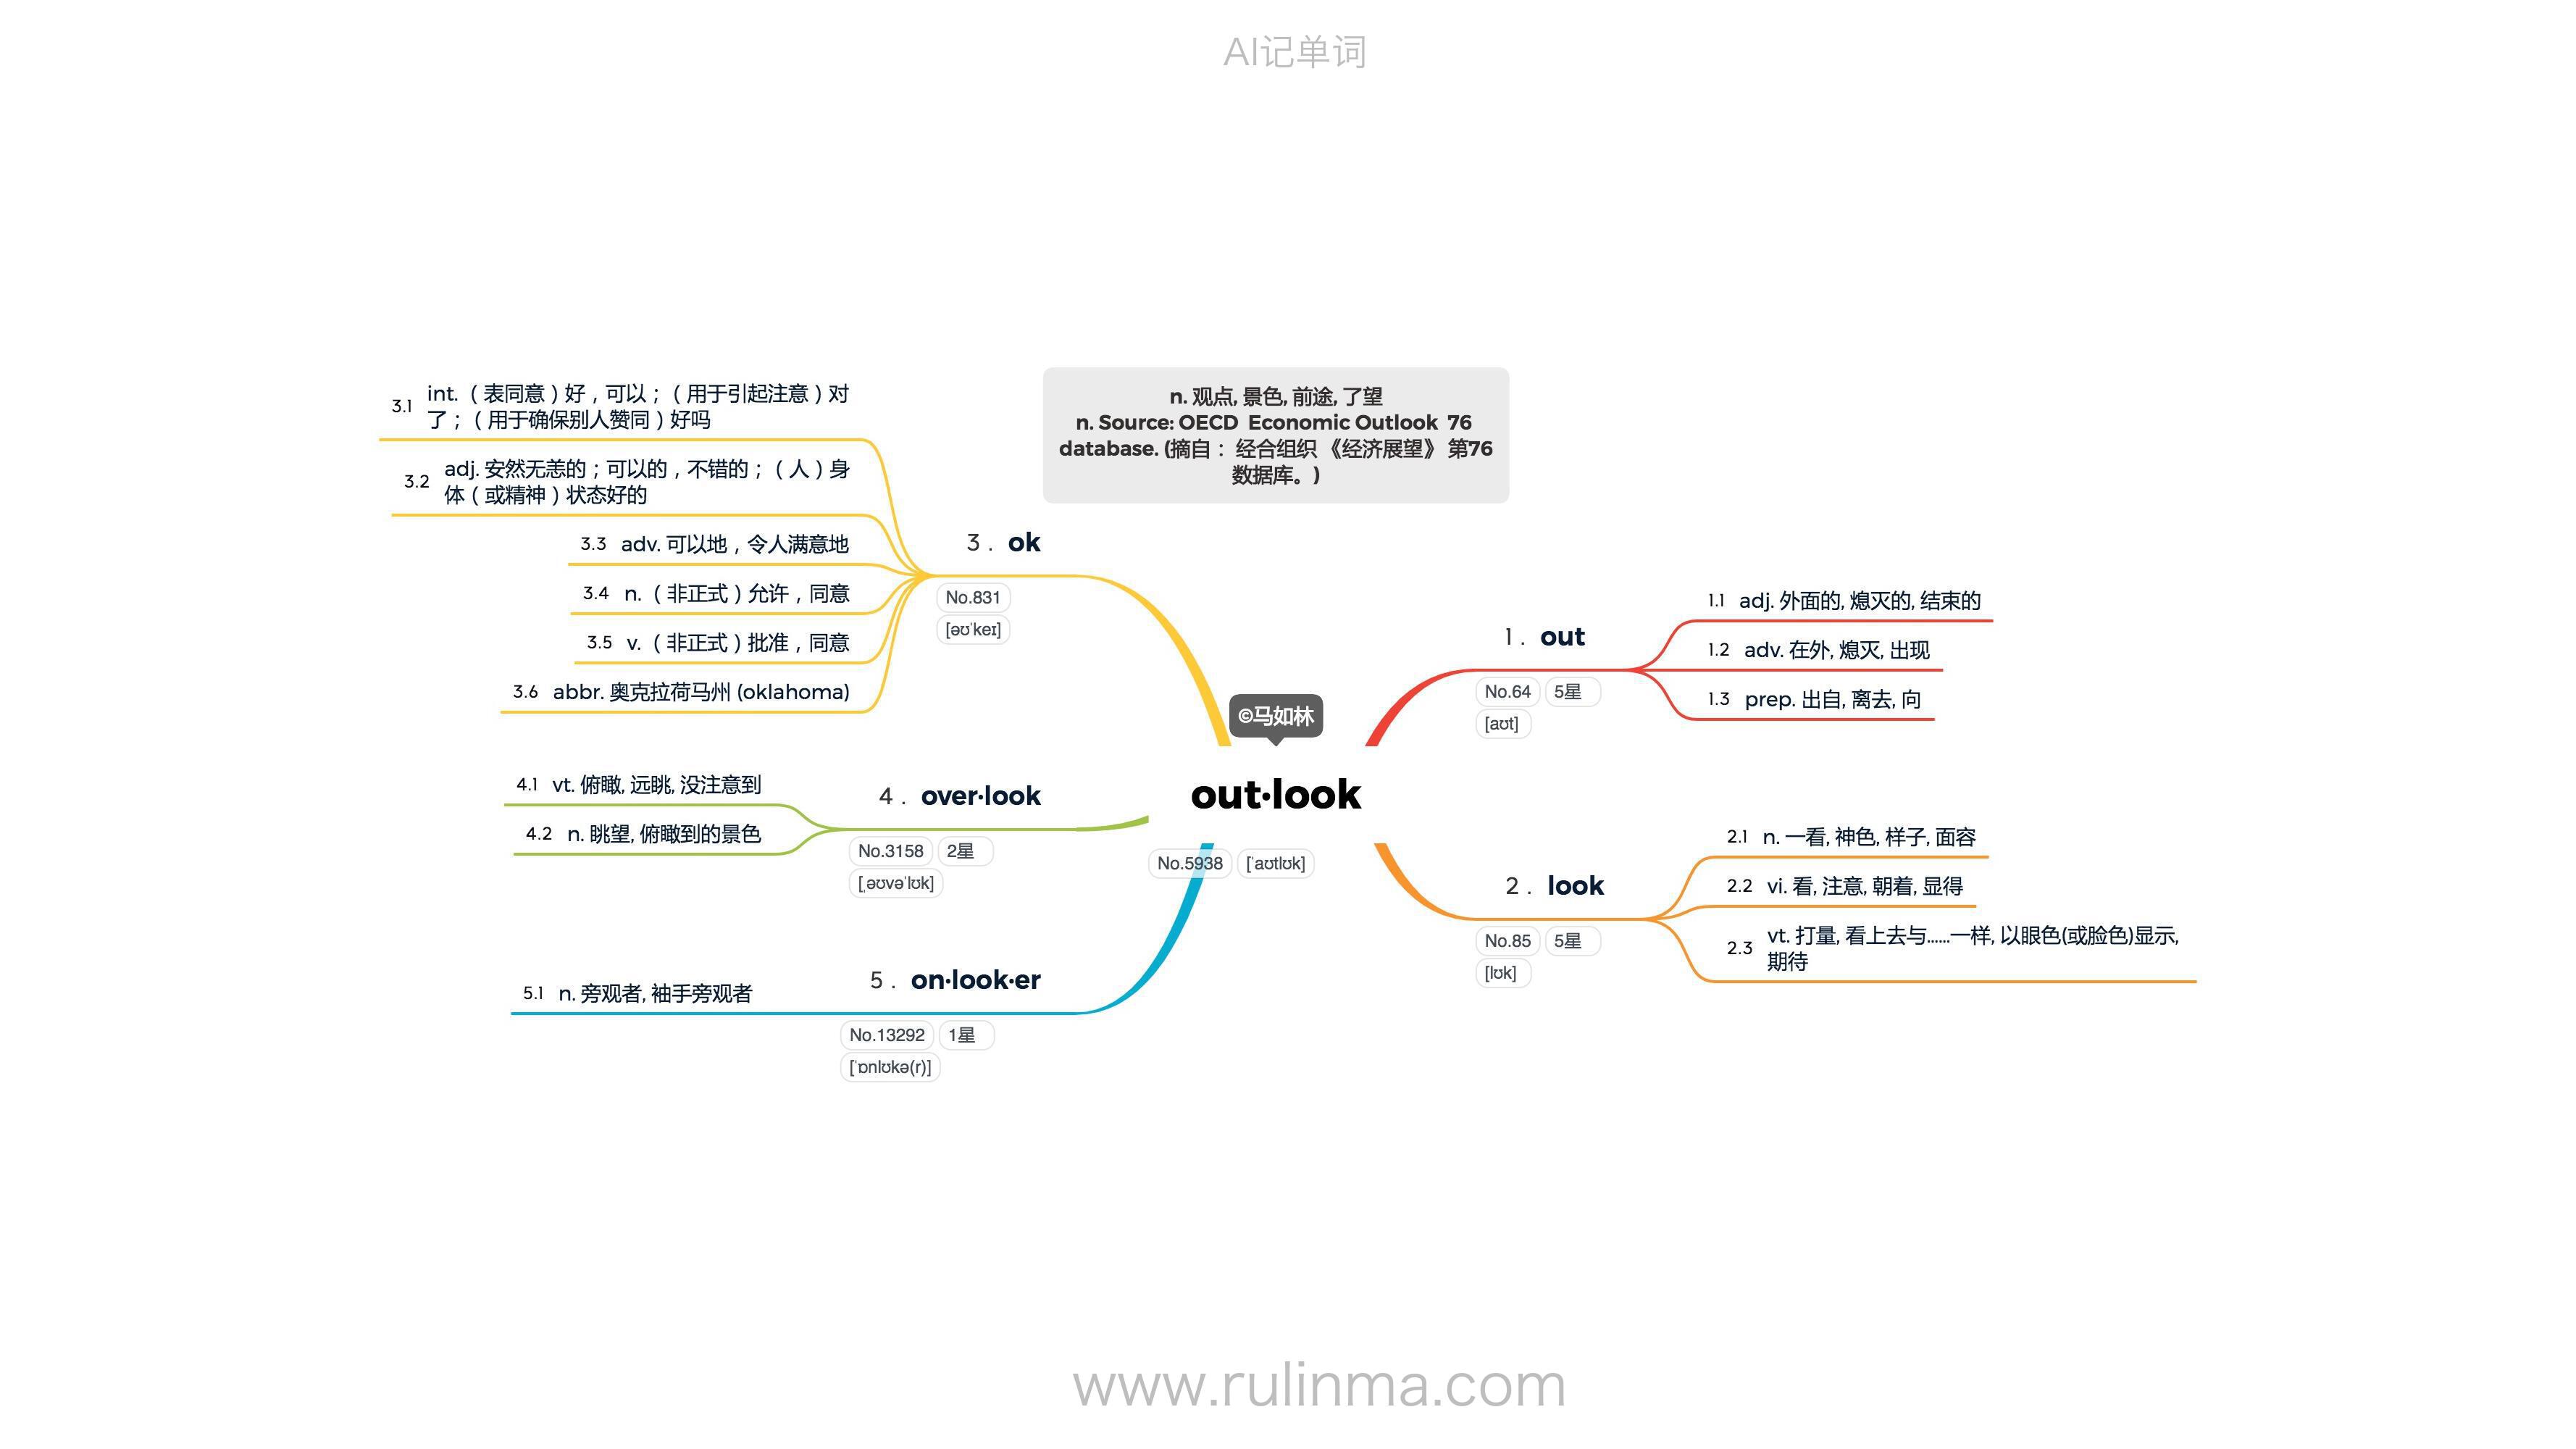 AI记单词
n. 观点, 景色, 前途, 了望
n. Source: OECD Economic Outlook 76
database. (摘自： 经合组织 《经济展望》 第76
数据库。)
©马如林
out·look
No.5938 [ˈaʊtlʊk]
1. out
No.64 5星
[aʊt]
1.1 adj. 外面的, 熄灭的, 结束的
1.2 adv. 在外, 熄灭, 出现
1.3 prep. 出自, 离去, 向
2. look
No.85 5星
[lʊk]
2.1 n. 一看, 神色, 样子, 面容
2.2 vi. 看, 注意, 朝着, 显得
2.3 vt. 打量, 看上去与……一样, 以眼色(或脸色)显示,
期待
3. ok
No.831
[əʊˈkeɪ]
3.1 int.（表同意）好，可以；（用于引起注意）对
了；（用于确保别人赞同）好吗
3.2 adj. 安然无恙的；可以的，不错的；（人）身
体（或精神）状态好的
3.3 adv. 可以地，令人满意地
3.4 n.（非正式）允许，同意
3.5 v.（非正式）批准，同意
3.6 abbr. 奥克拉荷马州 (oklahoma)
4. over·look
No.3158 2星
[ˌəʊvəˈlʊk]
4.1 vt. 俯瞰, 远眺, 没注意到
4.2 n. 眺望, 俯瞰到的景色
5. on·look·er
No.13292 1星
[ˈɒnlʊkə(r)]
5.1 n. 旁观者, 袖手旁观者
www.rulinma.com